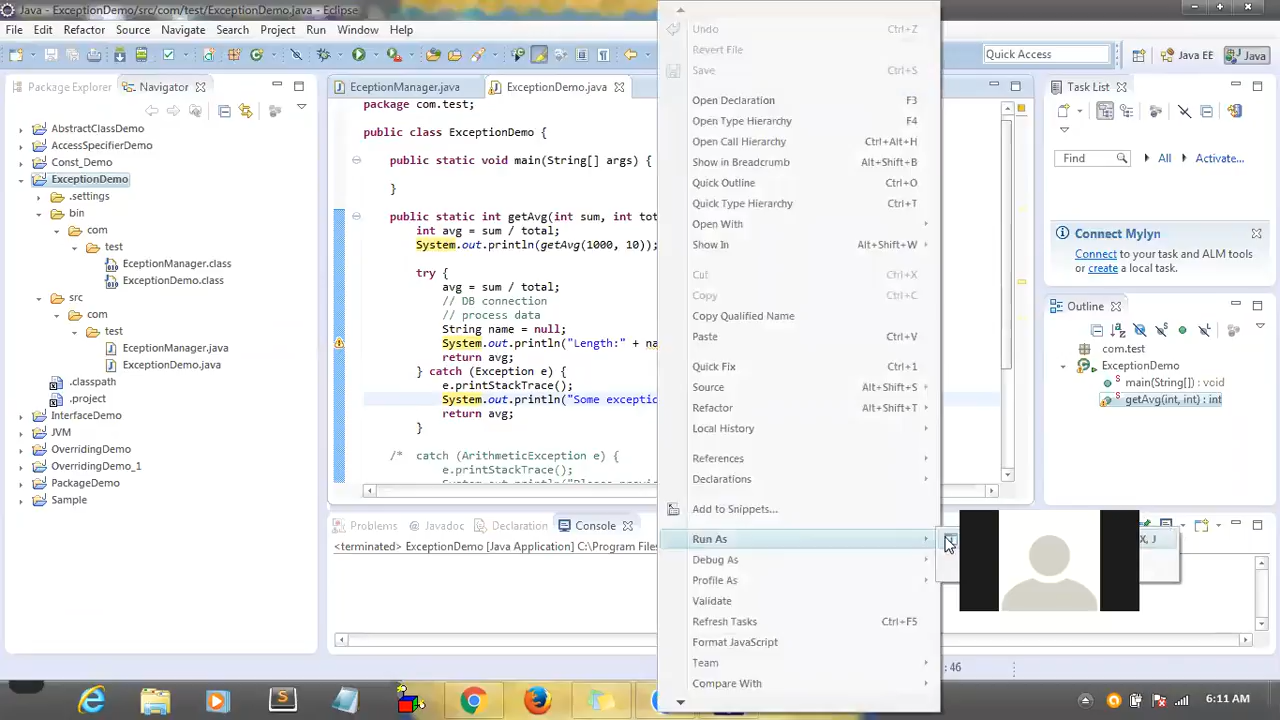 Java EE - ExceptionDemo/src/com/test/ExceptionDemo.java - Eclipse
File Edit Refactor Source Navigate Search Project Run Window Help
Quick Access
Java EE
Java
Package Explorer
Navigator
AbstractClassDemo
AccessSpecifierDemo
Const_Demo
ExceptionDemo
.settings
bin
com
test
EceptionManager.class
ExceptionDemo.class
src
com
test
EceptionManager.java
ExceptionDemo.java
.classpath
.project
InterfaceDemo
JVM
OverridingDemo
OverridingDemo_1
PackageDemo
Sample
EceptionManager.java
ExceptionDemo.java
package com.test;
public class ExceptionDemo {
public static void main(String[] args) {
}
public static int getAvg(int sum, int tot
int avg = sum / total;
System.out.println(getAvg(1000, 10));
try {
avg = sum / total;
// DB connection
// process data
String name = null;
System.out.println("Length:" + na
return avg;
} catch (Exception e) {
e.printStackTrace();
System.out.println("Some exceptio
return avg;
}
/* catch (ArithmeticException e) {
e.printStackTrace();
Problems
Javadoc
Declaration
Console
<terminated> ExceptionDemo [Java Application] C:\Program Files
Undo Ctrl+Z
Revert File
Save Ctrl+S
Open Declaration F3
Open Type Hierarchy F4
Open Call Hierarchy Ctrl+Alt+H
Show in Breadcrumb Alt+Shift+B
Quick Outline Ctrl+O
Quick Type Hierarchy Ctrl+T
Open With
Show In Alt+Shift+W
Cut Ctrl+X
Copy Ctrl+C
Copy Qualified Name
Paste Ctrl+V
Quick Fix Ctrl+1
Source Alt+Shift+S
Refactor Alt+Shift+T
Local History
References
Declarations
Add to Snippets...
Run As
Debug As
Profile As
Validate
Refresh Tasks Ctrl+F5
Format JavaScript
Team
Compare With
X, J
Task List
Find
All
Activate...
Connect Mylyn
Connect to your task and ALM tools
or create a local task.
Outline
com.test
ExceptionDemo
main(String[]) : void
getAvg(int, int) : int
: 46
6:11 AM